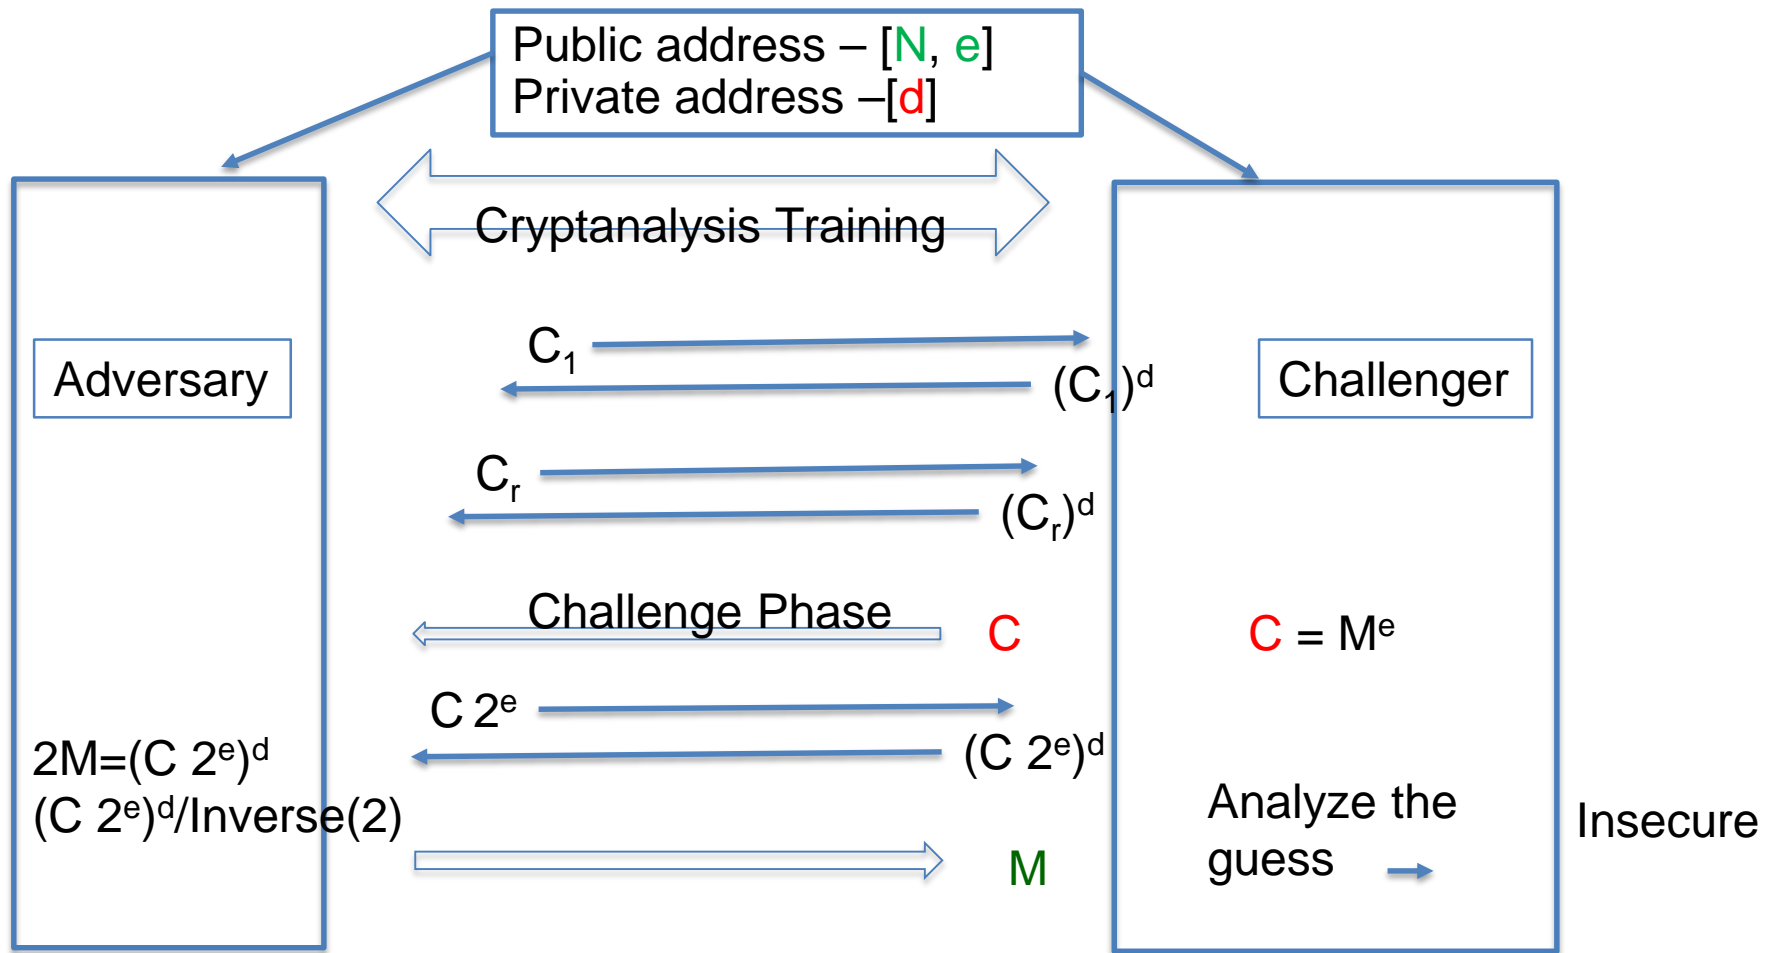 Public address – [N, e]
Private address –[d]
Cryptanalysis Training
C₁
Adversary
(C₁)ᵈ
Challenger
Cᵣ
(Cᵣ)ᵈ
Challenge Phase
C
C = Mᵉ
C 2ᵉ
(C 2ᵉ)ᵈ
2M=(C 2ᵉ)ᵈ
(C 2ᵉ)ᵈ/Inverse(2)
M
Analyze the
guess
Insecure